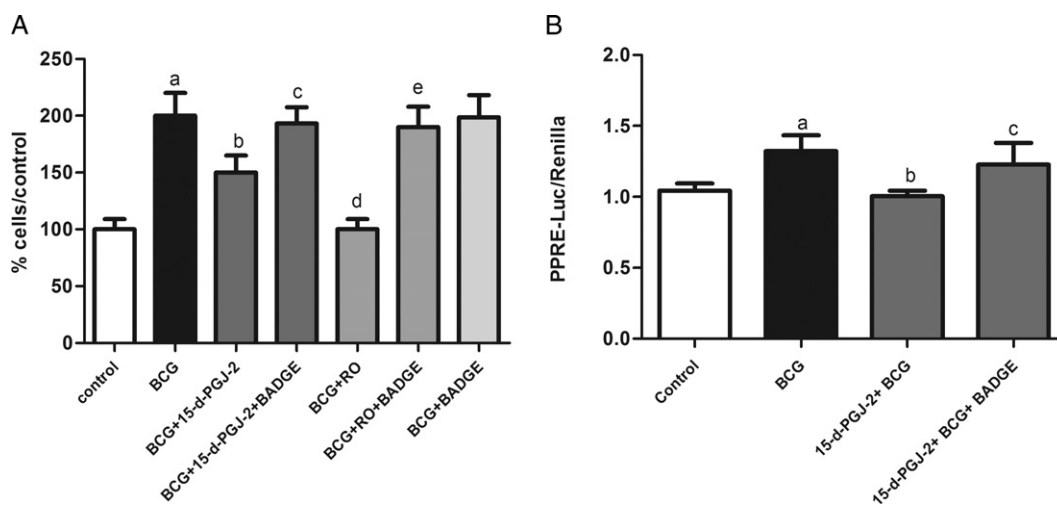 A
% cells/control
250
200
150
100
50
0
a
b
c
d
e
control
BCG
BCG+15-d-PGJ-2
BCG+15-d-PGJ-2+BADGE
BCG+RO
BCG+RO+BADGE
BCG+BADGE
B
PPRE-Luc/Renilla
2.0
1.5
1.0
0.5
0.0
a
b
c
Control
BCG
15-d-PGJ-2+ BCG
15-d-PGJ-2+ BCG+ BADGE